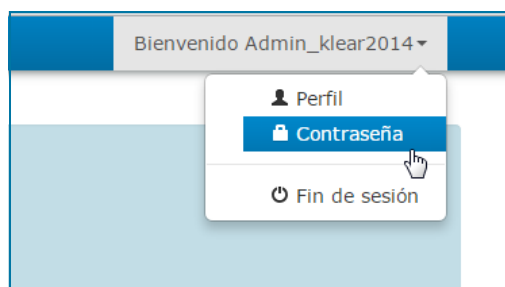 Bienvenido Admin_klear2014
Perfil
Contraseña
Fin de sesión